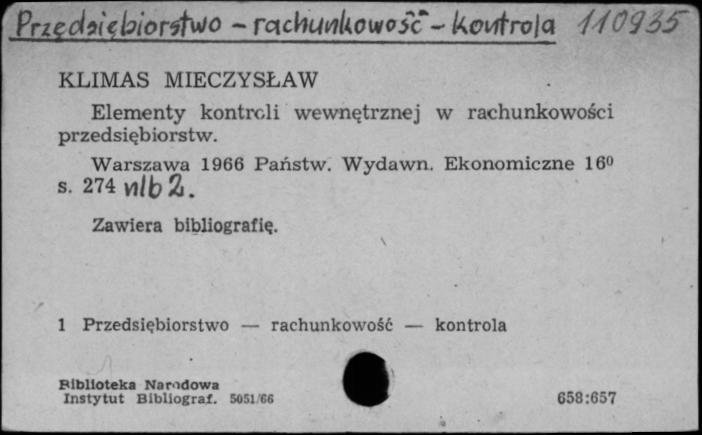 Przedsiębiorstwo - rachunkowość - kontrola 110935
KLIMAS MIECZYSŁAW
Elementy kontroli wewnętrznej w rachunkowości
przedsiębiorstw.
Warszawa 1966 Państw. Wydawn. Ekonomiczne 16⁰
s. 274 nlb 2.
Zawiera bibliografię.
1 Przedsiębiorstwo — rachunkowość — kontrola
Biblioteka Narodowa
Instytut Bibliograf. 5051/66
658:657